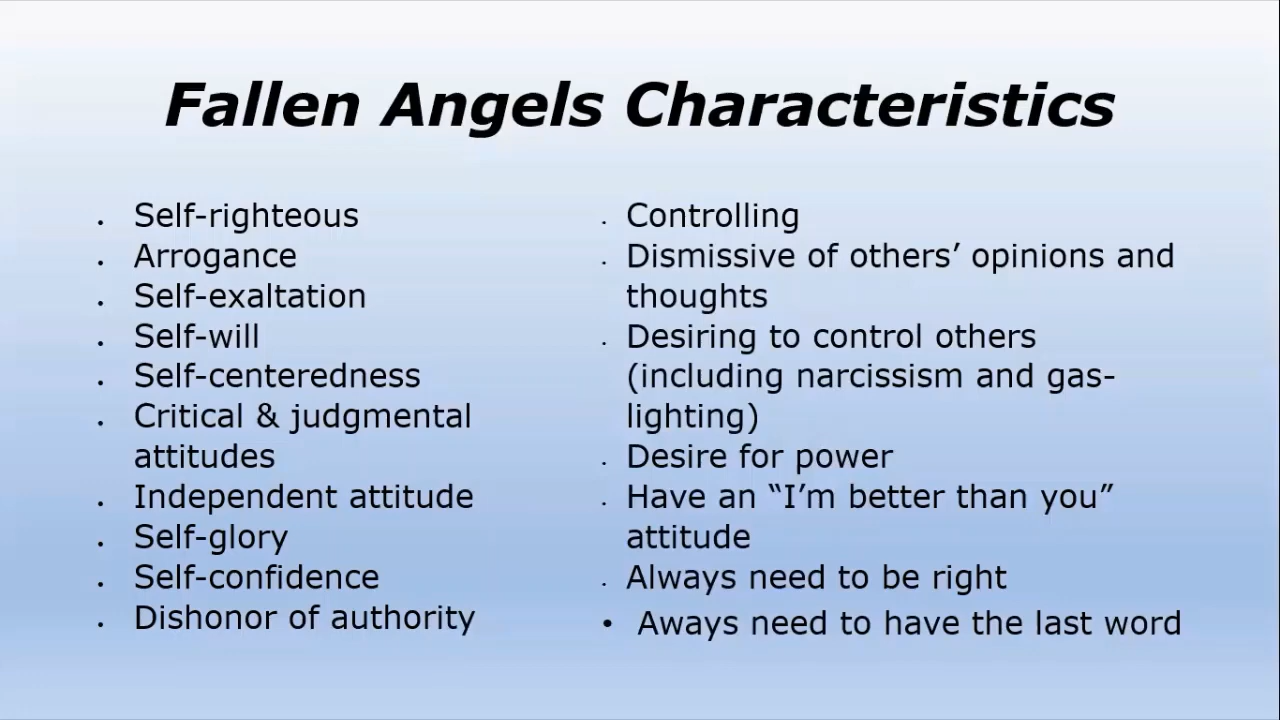 Fallen Angels Characteristics
Self-righteous
Arrogance
Self-exaltation
Self-will
Self-centeredness
Critical & judgmental
attitudes
Independent attitude
Self-glory
Self-confidence
Dishonor of authority
Controlling
Dismissive of others’ opinions and
thoughts
Desiring to control others
(including narcissism and gas-
lighting)
Desire for power
Have an “I’m better than you”
attitude
Always need to be right
Aways need to have the last word